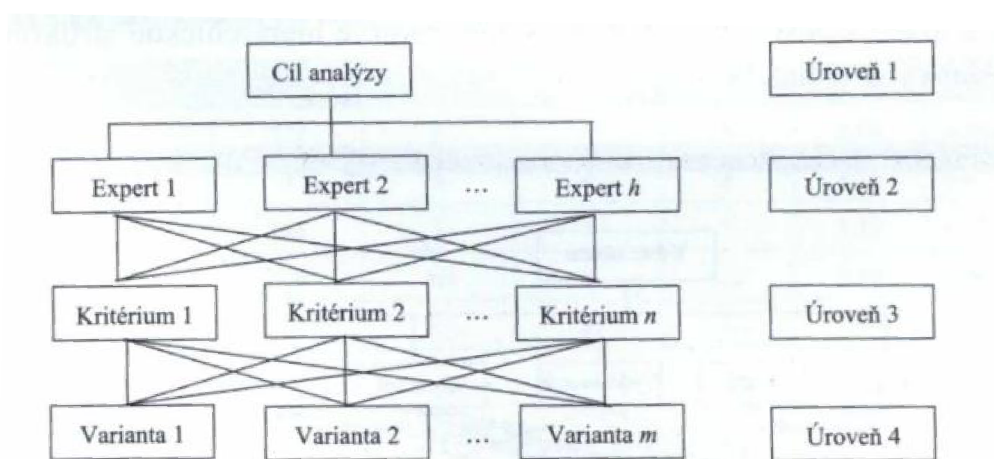 Cíl analýzy Úroveň 1
Expert 1 Expert 2 ... Expert h Úroveň 2
Kritérium 1 Kritérium 2 ... Kritérium n Úroveň 3
Varianta 1 Varianta 2 ... Varianta m Úroveň 4